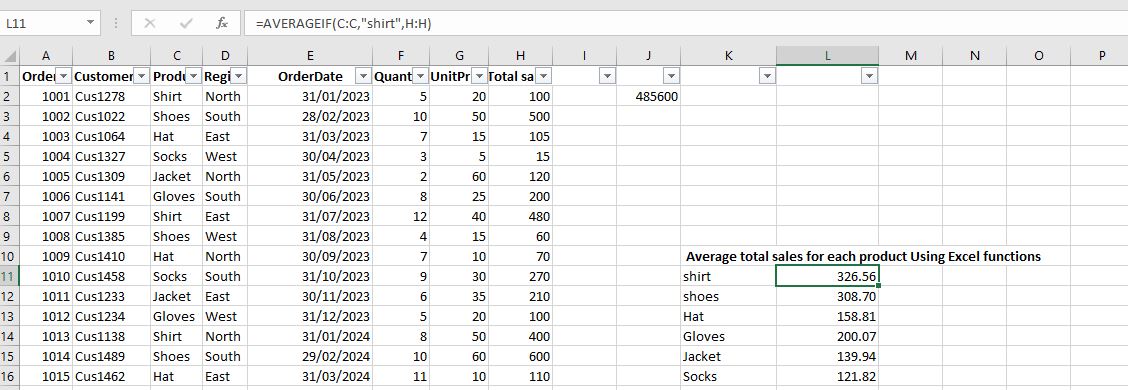 L11 fx =AVERAGEIF(C:C,"shirt",H:H)
A B C D E F G H I J K L M N O P
1 Order Customer Produ Regi OrderDate Quant UnitPr Total sa
2 1001 Cus1278 Shirt North 31/01/2023 5 20 100 485600
3 1002 Cus1022 Shoes South 28/02/2023 10 50 500
4 1003 Cus1064 Hat East 31/03/2023 7 15 105
5 1004 Cus1327 Socks West 30/04/2023 3 5 15
6 1005 Cus1309 Jacket North 31/05/2023 2 60 120
7 1006 Cus1141 Gloves South 30/06/2023 8 25 200
8 1007 Cus1199 Shirt East 31/07/2023 12 40 480
9 1008 Cus1385 Shoes West 31/08/2023 4 15 60
10 1009 Cus1410 Hat North 30/09/2023 7 10 70 Average total sales for each product Using Excel functions
11 1010 Cus1458 Socks South 31/10/2023 9 30 270 shirt 326.56
12 1011 Cus1233 Jacket East 30/11/2023 6 35 210 shoes 308.70
13 1012 Cus1234 Gloves West 31/12/2023 5 20 100 Hat 158.81
14 1013 Cus1138 Shirt North 31/01/2024 8 50 400 Gloves 200.07
15 1014 Cus1489 Shoes South 29/02/2024 10 60 600 Jacket 139.94
16 1015 Cus1462 Hat East 31/03/2024 11 10 110 Socks 121.82